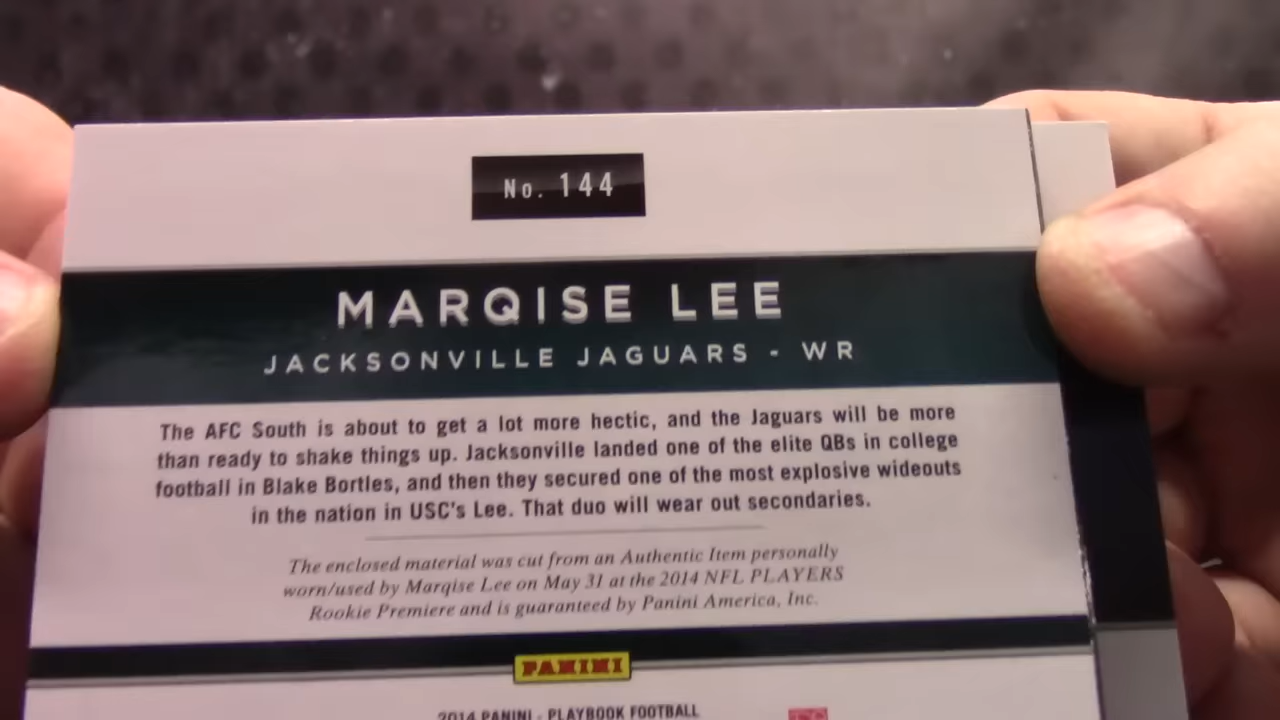 No. 144
MARQISE LEE
JACKSONVILLE JAGUARS - WR
The AFC South is about to get a lot more hectic, and the Jaguars will be more
than ready to shake things up. Jacksonville landed one of the elite QBs in college
football in Blake Bortles, and then they secured one of the most explosive wideouts
in the nation in USC's Lee. That duo will wear out secondaries.
The enclosed material was cut from an Authentic Item personally
worn/used by Marqise Lee on May 31 at the 2014 NFL PLAYERS
Rookie Premiere and is guaranteed by Panini America, Inc.
PANINI
2014 PANINI - PLAYBOOK FOOTBALL